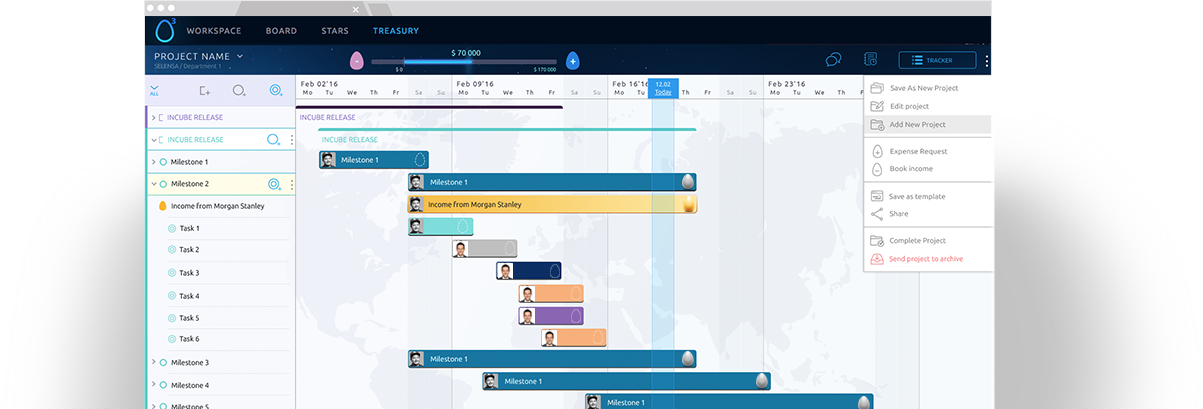 3
WORKSPACE BOARD STARS TREASURY
PROJECT NAME
SELENSA / Department 1
$ 70 000
$ 0 $ 170 000
TRACKER
ALL
Feb 02'16 Feb 09'16 Feb 16'16 Feb 23'16
Mo Tu We Th Fr Sa Su Mo Tu We Th Fr Sa Su Mo Tu 12.02 Today Th Fr Sa Su Mo Tu We Th F
Save As New Project
Edit project
Add New Project
Expense Request
Book income
Save as template
Share
Complete Project
Send project to archive
INCUBE RELEASE INCUBE RELEASE
INCUBE RELEASE INCUBE RELEASE
Milestone 1 Milestone 1
Milestone 2 Milestone 1
Income from Morgan Stanley Income from Morgan Stanley
Task 1
Task 2
Task 3
Task 4
Task 5
Task 6
Milestone 3 Milestone 1
Milestone 4 Milestone 1
Milestone 5 Milestone 1